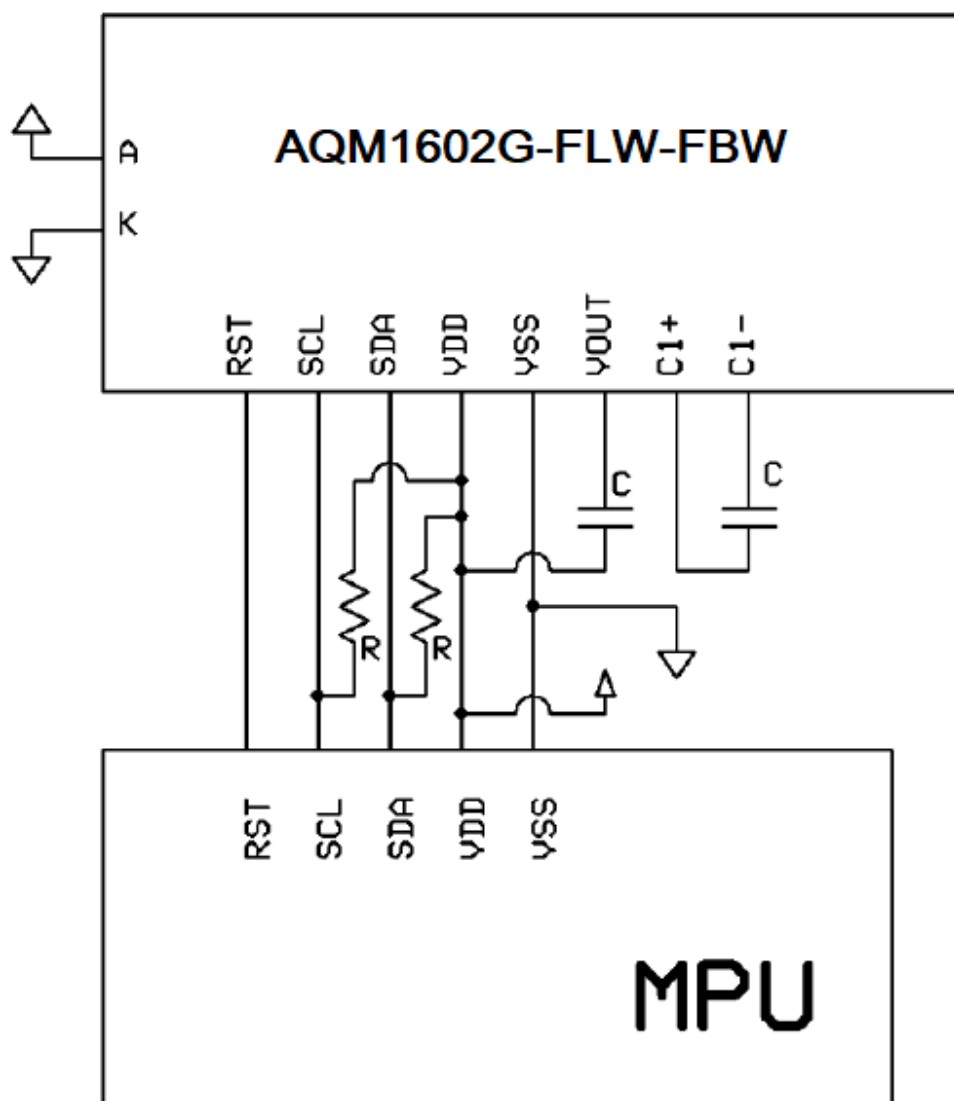 AQM1602G-FLW-FBW
A
K
RST SCL SDA VDD VSS VOUT C1+ C1-
C C
R R
RST SCL SDA VDD VSS
MPU